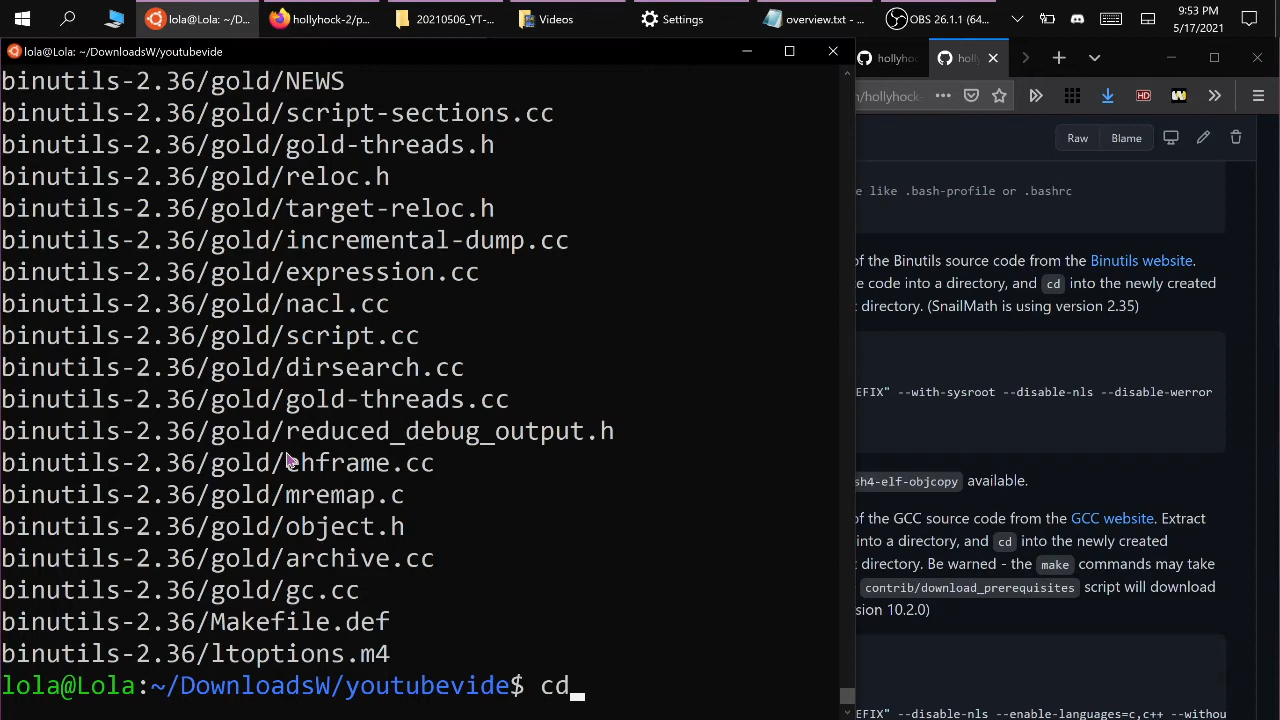 lola@Lola: ~/D...
hollyhock-2/p...
20210506_YT-...
Videos
Settings
overview.txt - ...
OBS 26.1.1 (64...
9:53 PM
5/17/2021
lola@Lola: ~/DownloadsW/youtubevide
binutils-2.36/gold/NEWS
binutils-2.36/gold/script-sections.cc
binutils-2.36/gold/gold-threads.h
binutils-2.36/gold/reloc.h
binutils-2.36/gold/target-reloc.h
binutils-2.36/gold/incremental-dump.cc
binutils-2.36/gold/expression.cc
binutils-2.36/gold/nacl.cc
binutils-2.36/gold/script.cc
binutils-2.36/gold/dirsearch.cc
binutils-2.36/gold/gold-threads.cc
binutils-2.36/gold/reduced_debug_output.h
binutils-2.36/gold/ehframe.cc
binutils-2.36/gold/mremap.c
binutils-2.36/gold/object.h
binutils-2.36/gold/archive.cc
binutils-2.36/gold/gc.cc
binutils-2.36/Makefile.def
binutils-2.36/ltoptions.m4
lola@Lola:~/DownloadsW/youtubevide$ cd
hollyho
holly
n/hollyhock-
HD
Raw
Blame
e like .bash-profile or .bashrc
of the Binutils source code from the Binutils website.
e code into a directory, and cd into the newly created
t directory. (SnailMath is using version 2.35)
EFIX" --with-sysroot --disable-nls --disable-werror
sh4-elf-objcopy available.
of the GCC source code from the GCC website. Extract
into a directory, and cd into the newly created
t directory. Be warned - the make commands may take
contrib/download_prerequisites script will download
rsion 10.2.0)
EFIX" --disable-nls --enable-languages=c,c++ --withou